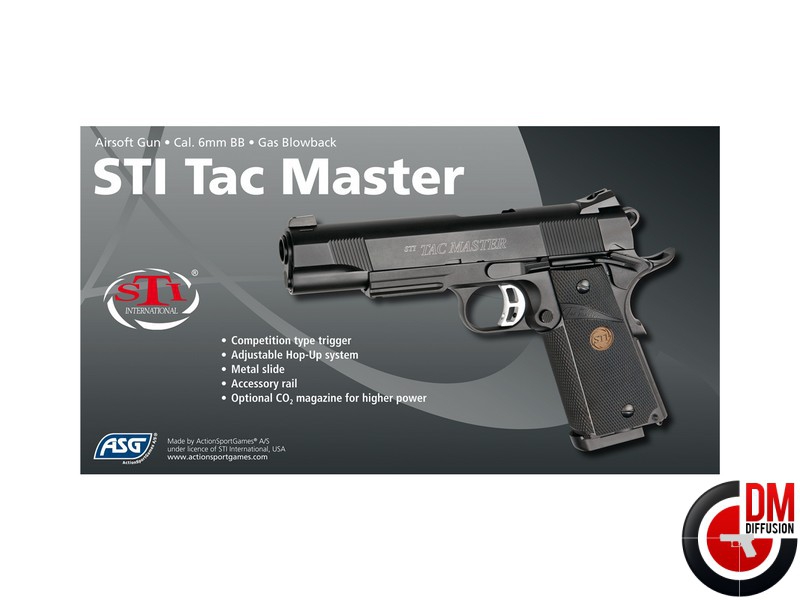 Airsoft Gun • Cal. 6mm BB • Gas Blowback
STI Tac Master
STI TAC MASTER
STI
INTERNATIONAL
®
STI
• Competition type trigger
• Adjustable Hop-Up system
• Metal slide
• Accessory rail
• Optional CO₂ magazine for higher power
ASG
ActionSportGames A/S®
Made by ActionSportGames® A/S
under licence of STI International, USA
www.actionsportgames.com
DM
DIFFUSION